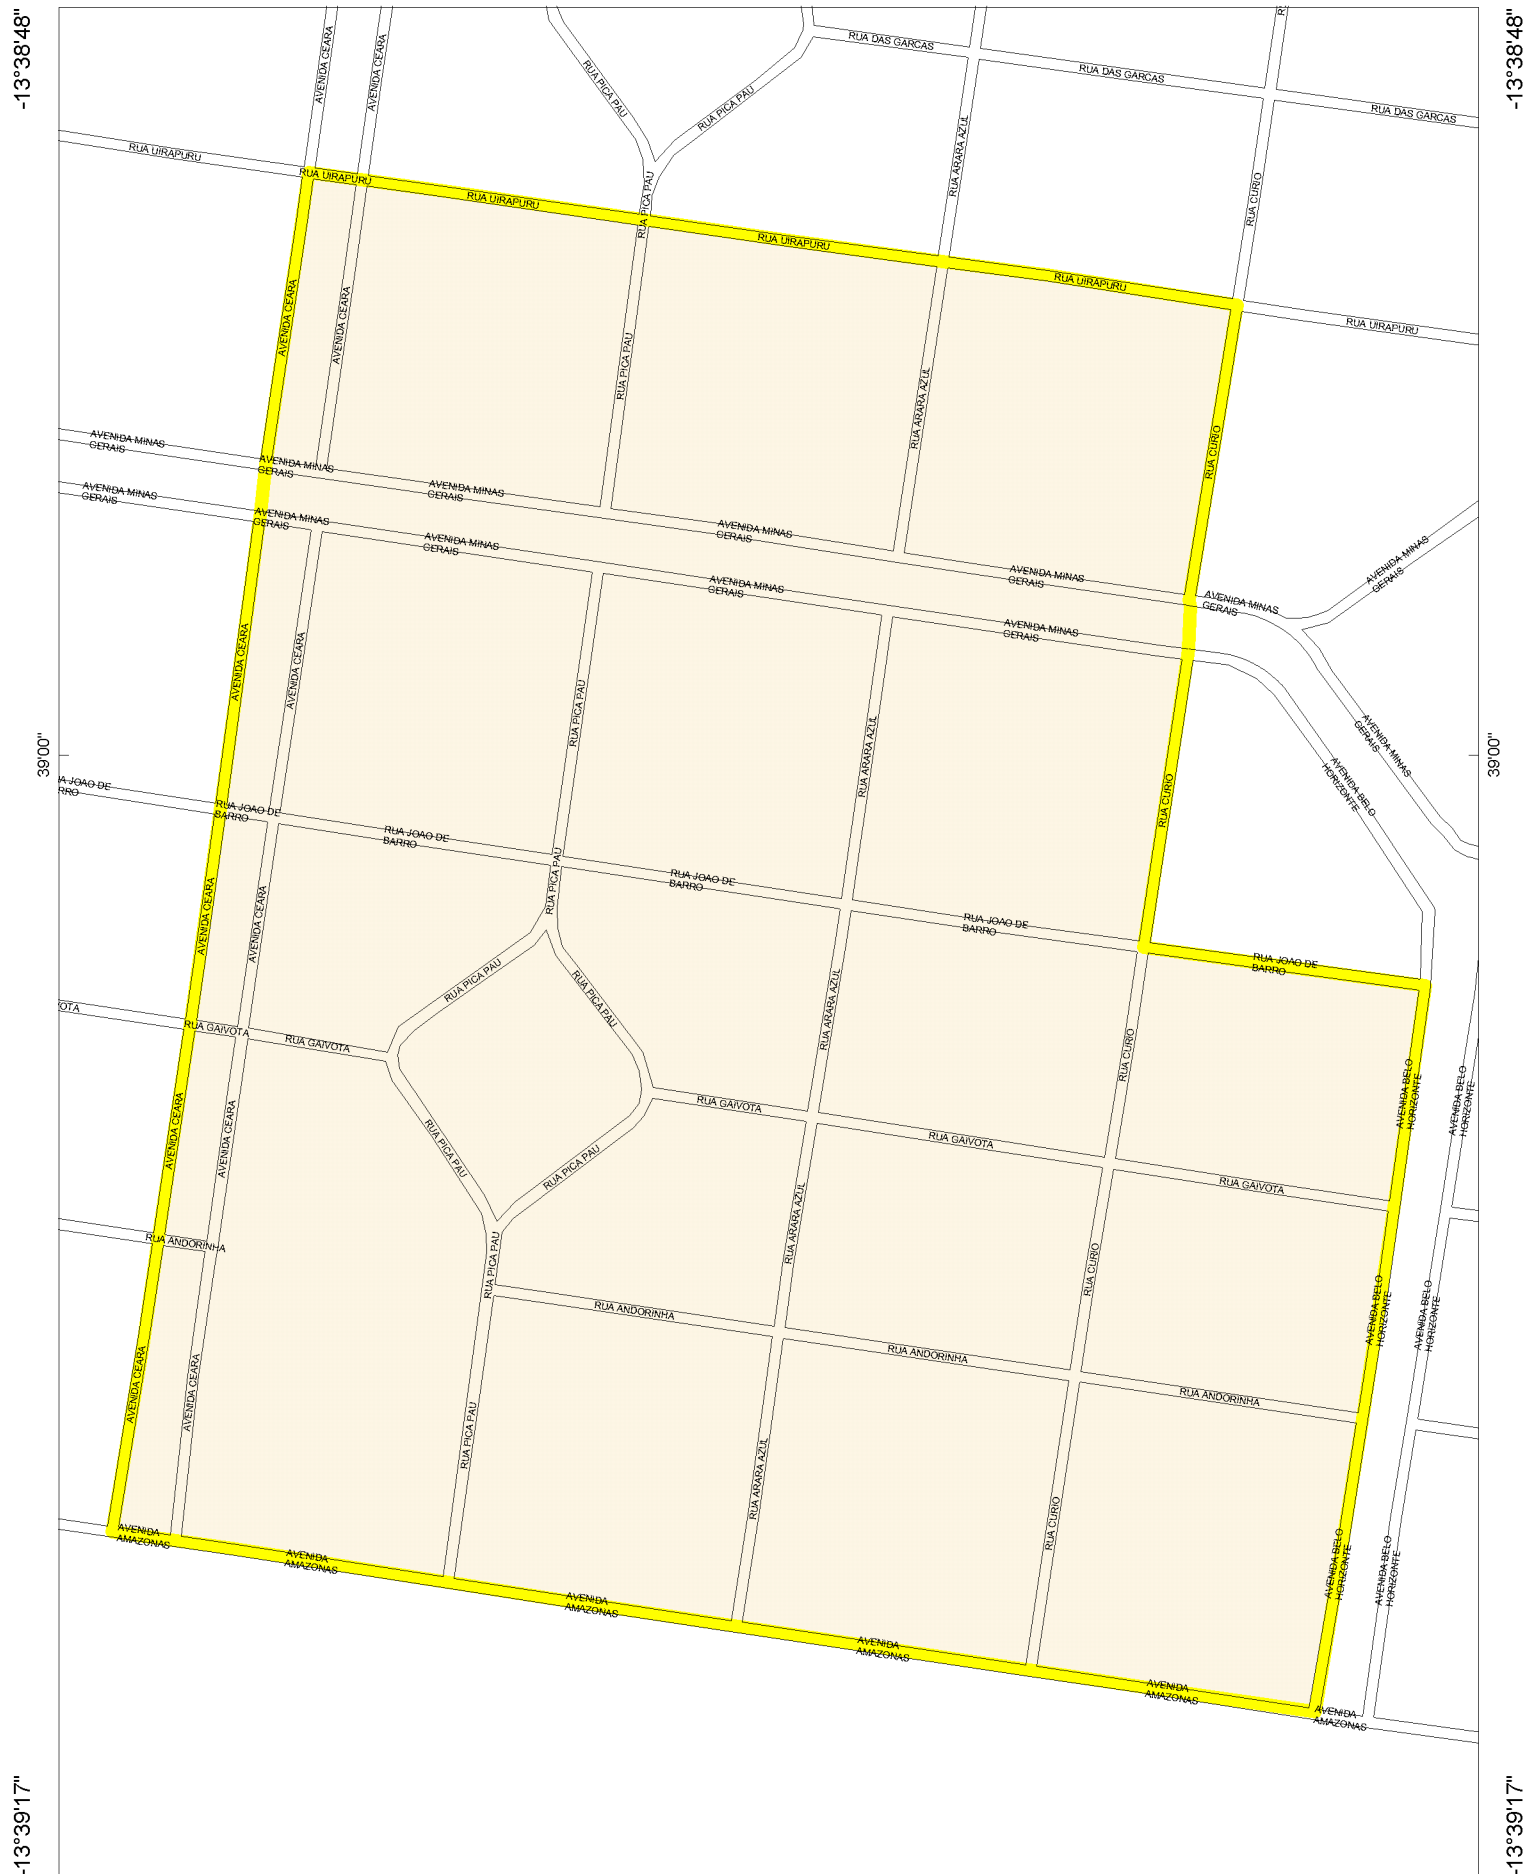 -13°38'48"
-13°38'48"
AVENIDA CEARA
AVENIDA CEARA
RUA PICA PAU
RUA PICA PAU
RUA DAS GARCAS
RUA DAS GARCAS
RUA DAS GARCAS
RUA ARARA AZUL
RUA CURIO
RUA UIRAPURU
RUA UIRAPURU
RUA UIRAPURU
RUA PICA PAU
RUA UIRAPURU
RUA UIRAPURU
RUA UIRAPURU
AVENIDA CEARA
AVENIDA CEARA
RUA PICA PAU
RUA ARARA AZUL
RUA CURIO
AVENIDA MINAS
GERAIS
AVENIDA MINAS
GERAIS
AVENIDA MINAS
GERAIS
AVENIDA MINAS
GERAIS
AVENIDA MINAS
GERAIS
AVENIDA MINAS
GERAIS
AVENIDA MINAS
GERAIS
AVENIDA MINAS
GERAIS
AVENIDA MINAS
GERAIS
AVENIDA MINAS
GERAIS
AVENIDA MINAS
GERAIS
AVENIDA MINAS
GERAIS
AVENIDA MINAS
GERAIS
AVENIDA CEARA
AVENIDA CEARA
RUA PICA PAU
RUA ARARA AZUL
RUA CURIO
AVENIDA BELO
HORIZONTE
39'00"
39'00"
A JOAO DE
RRO
RUA JOAO DE
BARRO
RUA JOAO DE
BARRO
RUA JOAO DE
BARRO
RUA JOAO DE
BARRO
RUA JOAO DE
BARRO
RUA PICA PAU
AVENIDA CEARA
AVENIDA CEARA
RUA PICA PAU
RUA PICA PAU
RUA ARARA AZUL
RUA CURIO
OTA
RUA GAIVOTA
RUA GAIVOTA
RUA GAIVOTA
RUA GAIVOTA
RUA GAIVOTA
AVENIDA BELO
HORIZONTE
AVENIDA BELO
HORIZONTE
AVENIDA CEARA
AVENIDA CEARA
RUA PICA PAU
RUA PICA PAU
RUA ARARA AZUL
RUA CURIO
RUA ANDORINHA
RUA PICA PAU
RUA ANDORINHA
RUA ANDORINHA
RUA ANDORINHA
AVENIDA BELO
HORIZONTE
AVENIDA BELO
HORIZONTE
AVENIDA CEARA
AVENIDA CEARA
RUA PICA PAU
RUA ARARA AZUL
RUA CURIO
AVENIDA BELO
HORIZONTE
AVENIDA BELO
HORIZONTE
AVENIDA
AMAZONAS
AVENIDA
AMAZONAS
AVENIDA
AMAZONAS
AVENIDA
AMAZONAS
AVENIDA
AMAZONAS
AVENIDA
AMAZONAS
-13°39'17"
-13°39'17"